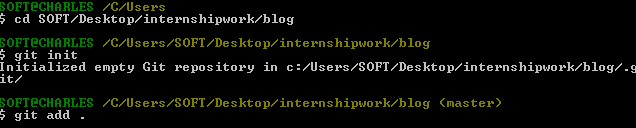 SOFT@CHARLES /C/Users
$ cd SOFT/Desktop/internshipwork/blog
SOFT@CHARLES /C/Users/SOFT/Desktop/internshipwork/blog
$ git init
Initialized empty Git repository in c:/Users/SOFT/Desktop/internshipwork/blog/.g
it/
SOFT@CHARLES /C/Users/SOFT/Desktop/internshipwork/blog (master)
$ git add .